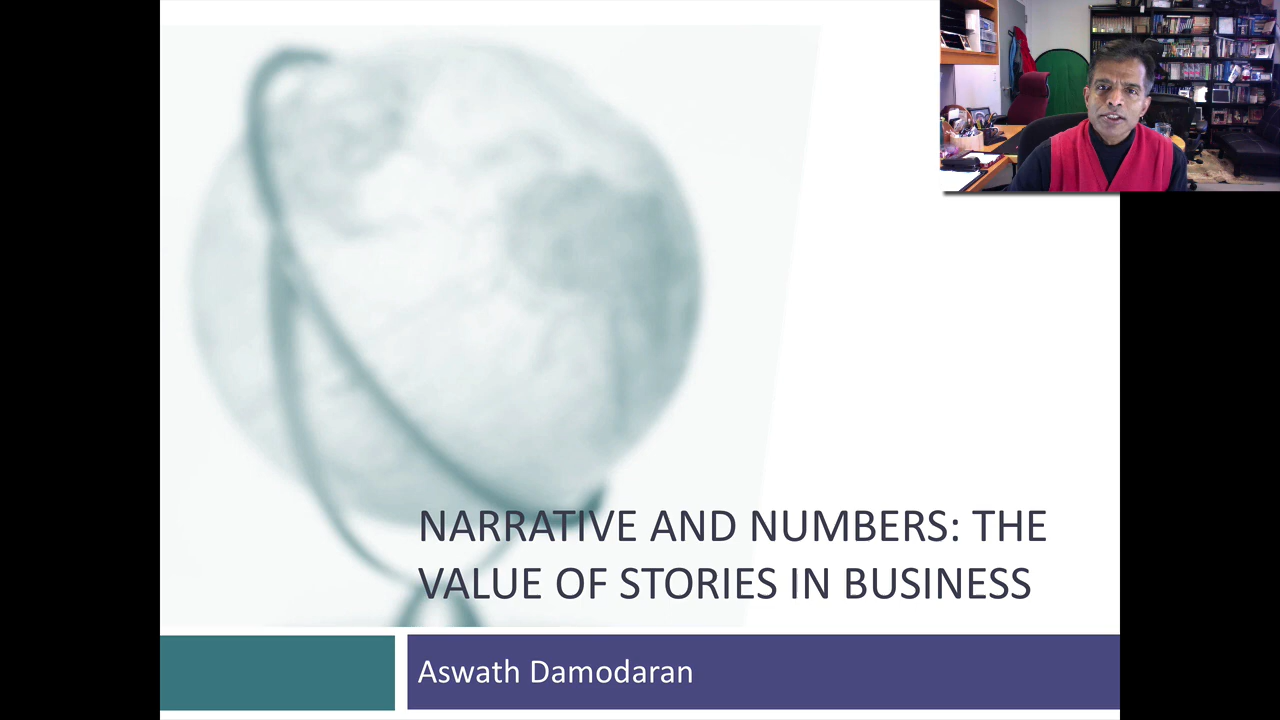 NARRATIVE AND NUMBERS: THE
VALUE OF STORIES IN BUSINESS
Aswath Damodaran